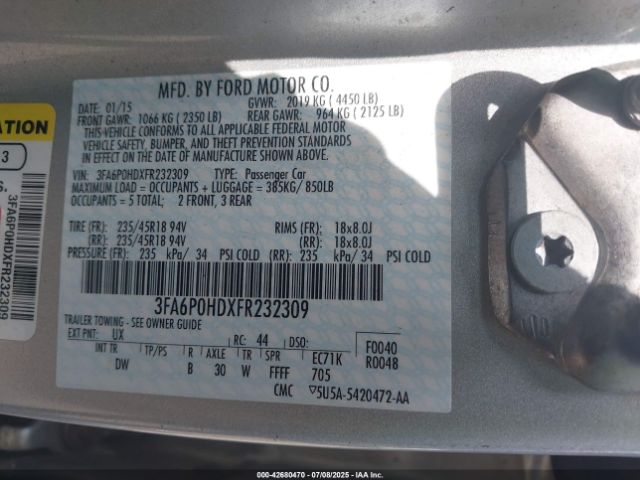 MFD. BY FORD MOTOR CO.
DATE: 01/15 GVWR: 2019 KG ( 4450 LB)
FRONT GAWR: 1066 KG ( 2350 LB) REAR GAWR: 964 KG ( 2125 LB)
THIS VEHICLE CONFORMS TO ALL APPLICABLE FEDERAL MOTOR
VEHICLE SAFETY, BUMPER, AND THEFT PREVENTION STANDARDS
IN EFFECT ON THE DATE OF MANUFACTURE SHOWN ABOVE.
VIN: 3FA6P0HDXFR232309 TYPE: Passenger Car
MAXIMUM LOAD = OCCUPANTS + LUGGAGE = 385KG/ 850LB
OCCUPANTS = 5 TOTAL; 2 FRONT, 3 REAR
TIRE (FR): 235/45R18 94V RIMS (FR): 18x8.0J
(RR): 235/45R18 94V (RR): 18x8.0J
PRESSURE (FR): 235 kPa/ 34 PSI COLD (RR): 235 kPa/ 34 PSI COLD
3FA6P0HDXFR232309
TRAILER TOWING - SEE OWNER GUIDE
EXT PNT: UX RC: 44 DSO: F0040
INT TR TP/PS R AXLE TR SPR EC71K R0048
DW B 30 W FFFF 705
CMC ▽5U5A-5420472-AA
ATION
3
S.
3FA6P0HDXFR232309
000-42680470 - 07/08/2025 - IAA Inc.